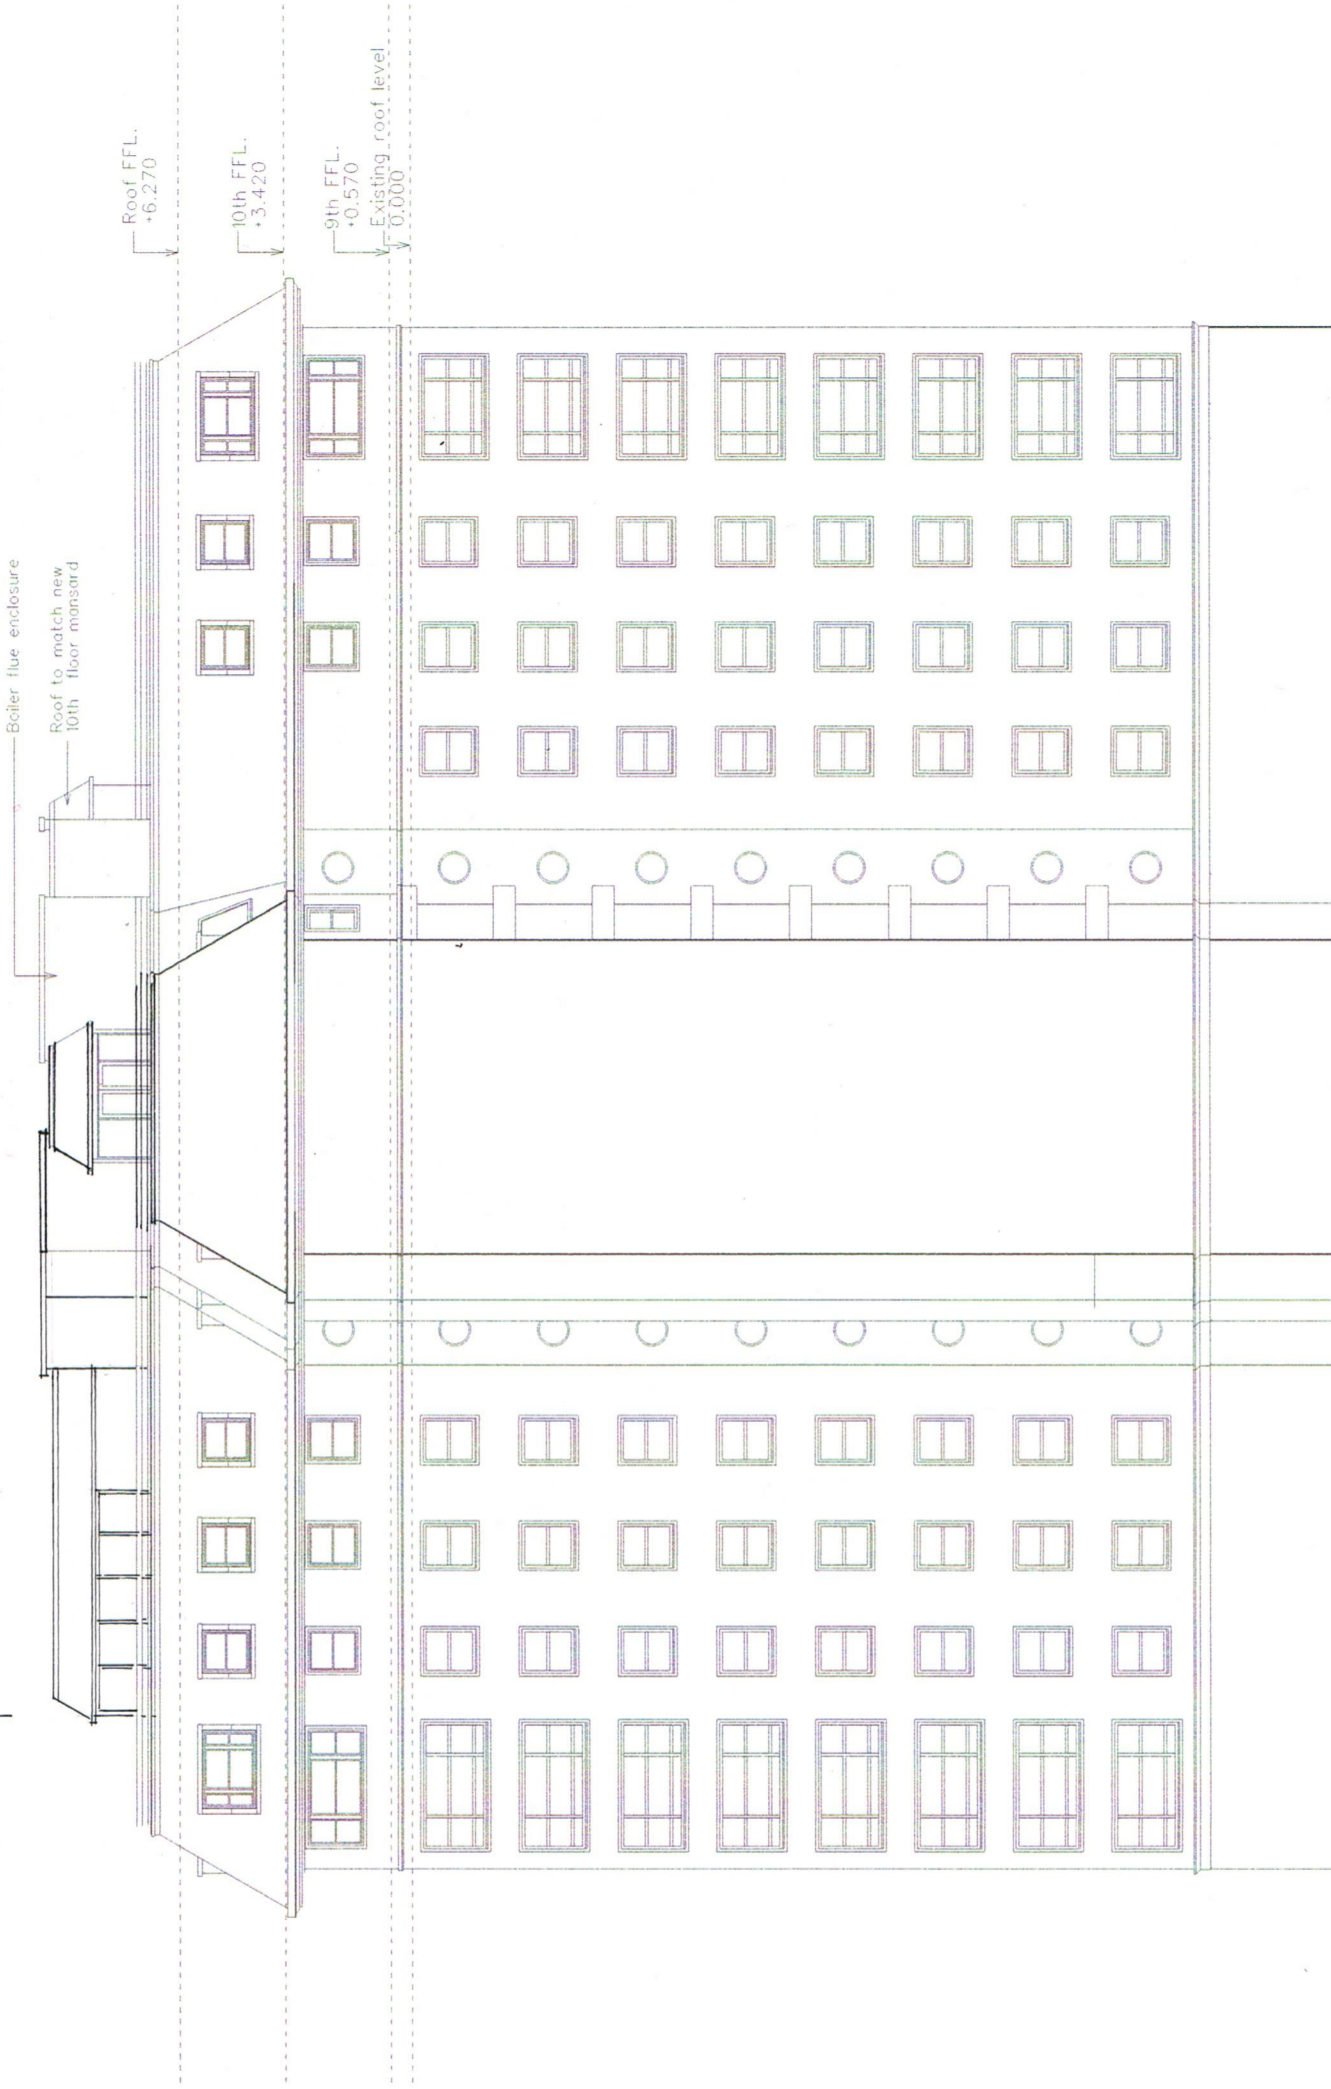 Boiler flue enclosure
Roof to match new
10th floor mansard
Roof FFL.
+6.270
10th FFL.
+3.420
9th FFL.
+0.570
Existing roof level
0.000